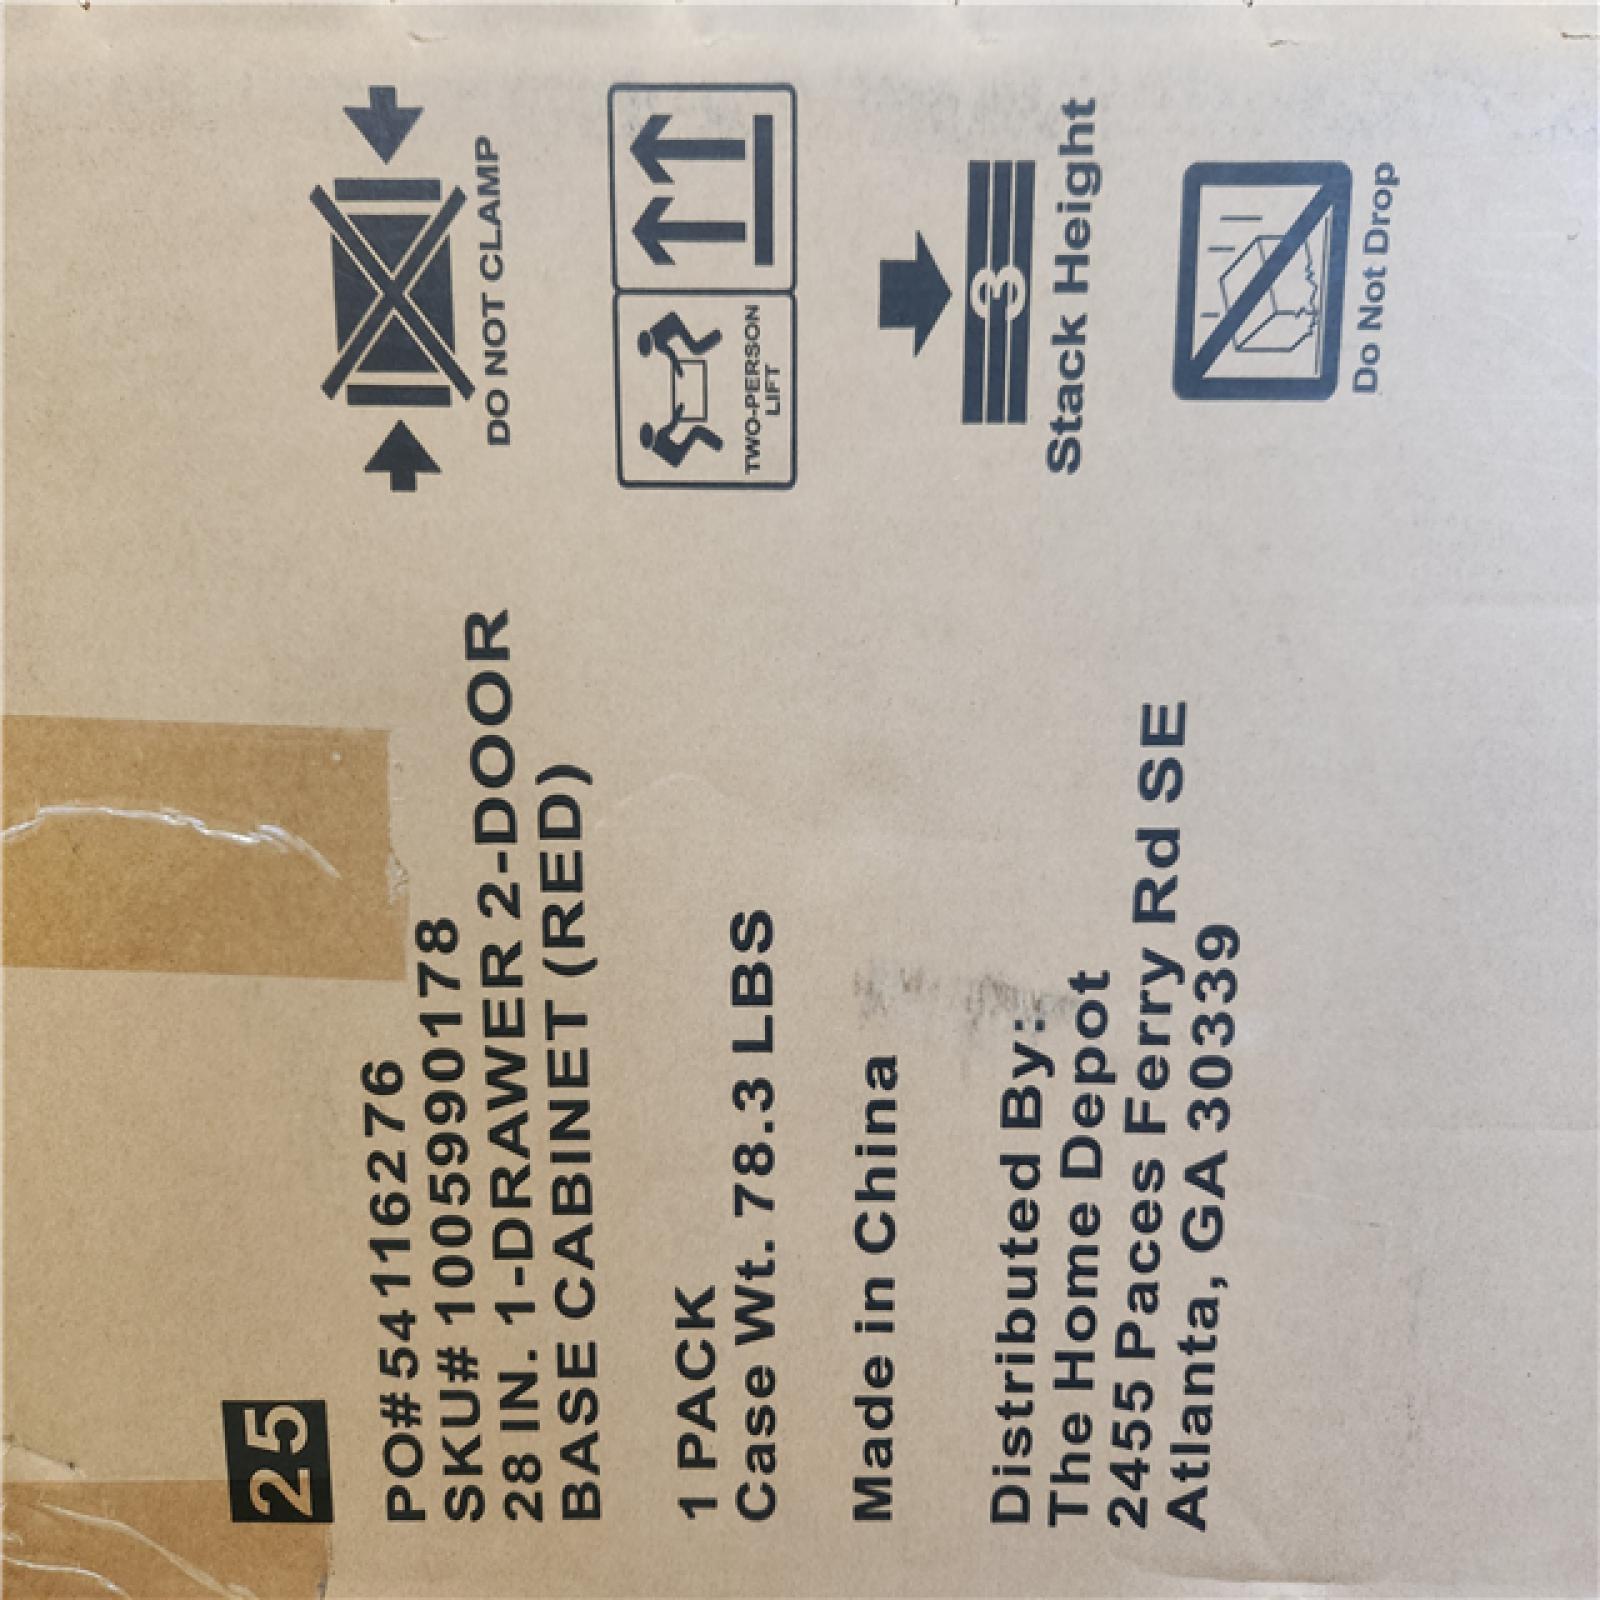 25
PO#54116276
SKU# 1005990178
28 IN. 1-DRAWER 2-DOOR
BASE CABINET (RED)
1 PACK
Case Wt. 78.3 LBS
Made in China
Distributed By:
The Home Depot
2455 Paces Ferry Rd SE
Atlanta, GA 30339
DO NOT CLAMP
TWO-PERSON
LIFT
3
Stack Height
Do Not Drop